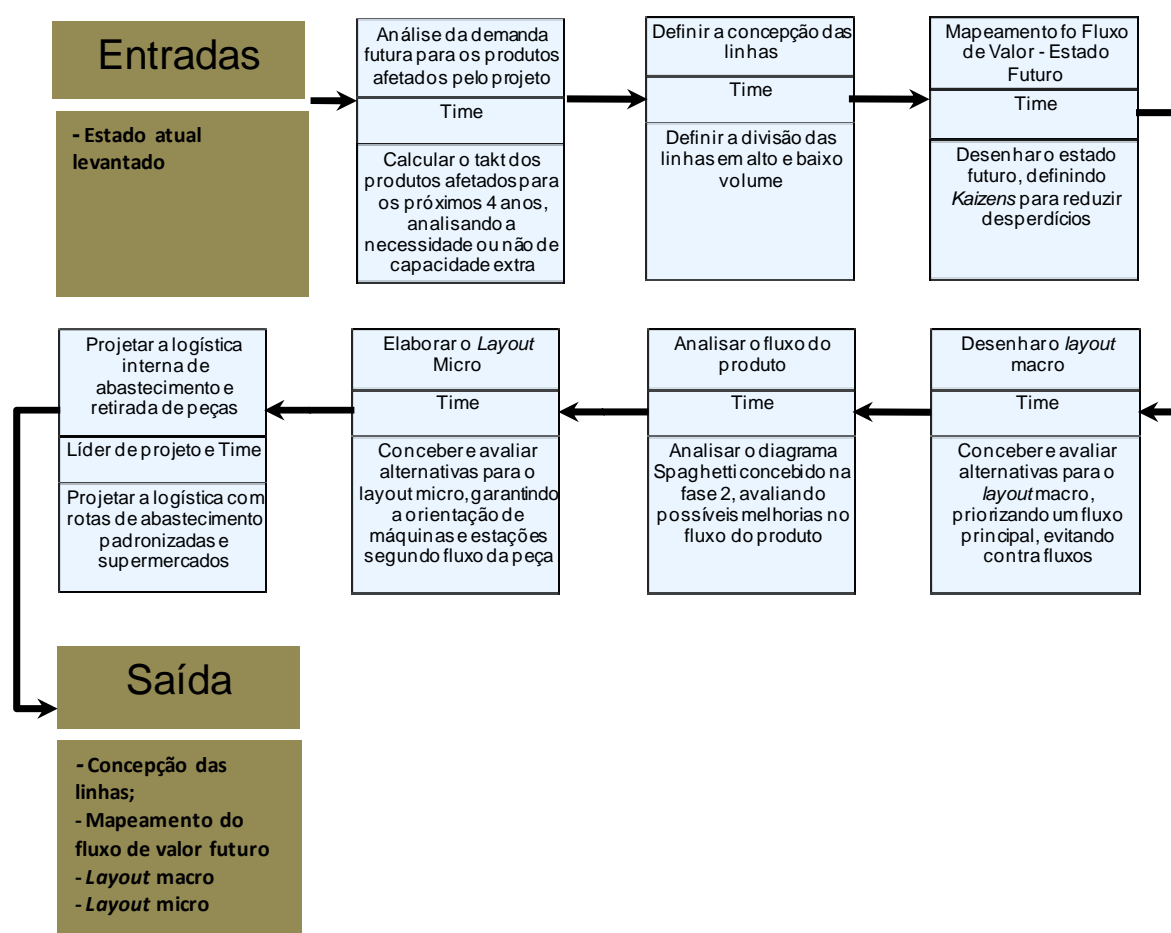 Entradas
- Estado atual
levantado
Análise da demanda
futura para os produtos
afetados pelo projeto
Time
Calcular o takt dos
produtos afetados para
os próximos 4 anos,
analisando a
necessidade ou não de
capacidade extra
Definir a concepção das
linhas
Time
Definir a divisão das
linhas em alto e baixo
volume
Mapeamento fo Fluxo
de Valor - Estado
Futuro
Time
Desenhar o estado
futuro, definindo
Kaizens para reduzir
desperdícios
Desenhar o layout
macro
Time
Conceber e avaliar
alternativas para o
layout macro,
priorizando um fluxo
principal, evitando
contra fluxos
Analisar o fluxo do
produto
Time
Analisar o diagrama
Spaghetti concebido na
fase 2, avaliando
possíveis melhorias no
fluxo do produto
Elaborar o Layout
Micro
Time
Conceber e avaliar
alternativas para o
layout micro, garantindo
a orientação de
máquinas e estações
segundo fluxo da peça
Projetar a logística
interna de
abastecimento e
retirada de peças
Líder de projeto e Time
Projetar a logística com
rotas de abastecimento
padronizadas e
supermercados
Saída
- Concepção das
linhas;
- Mapeamento do
fluxo de valor futuro
- Layout macro
- Layout micro